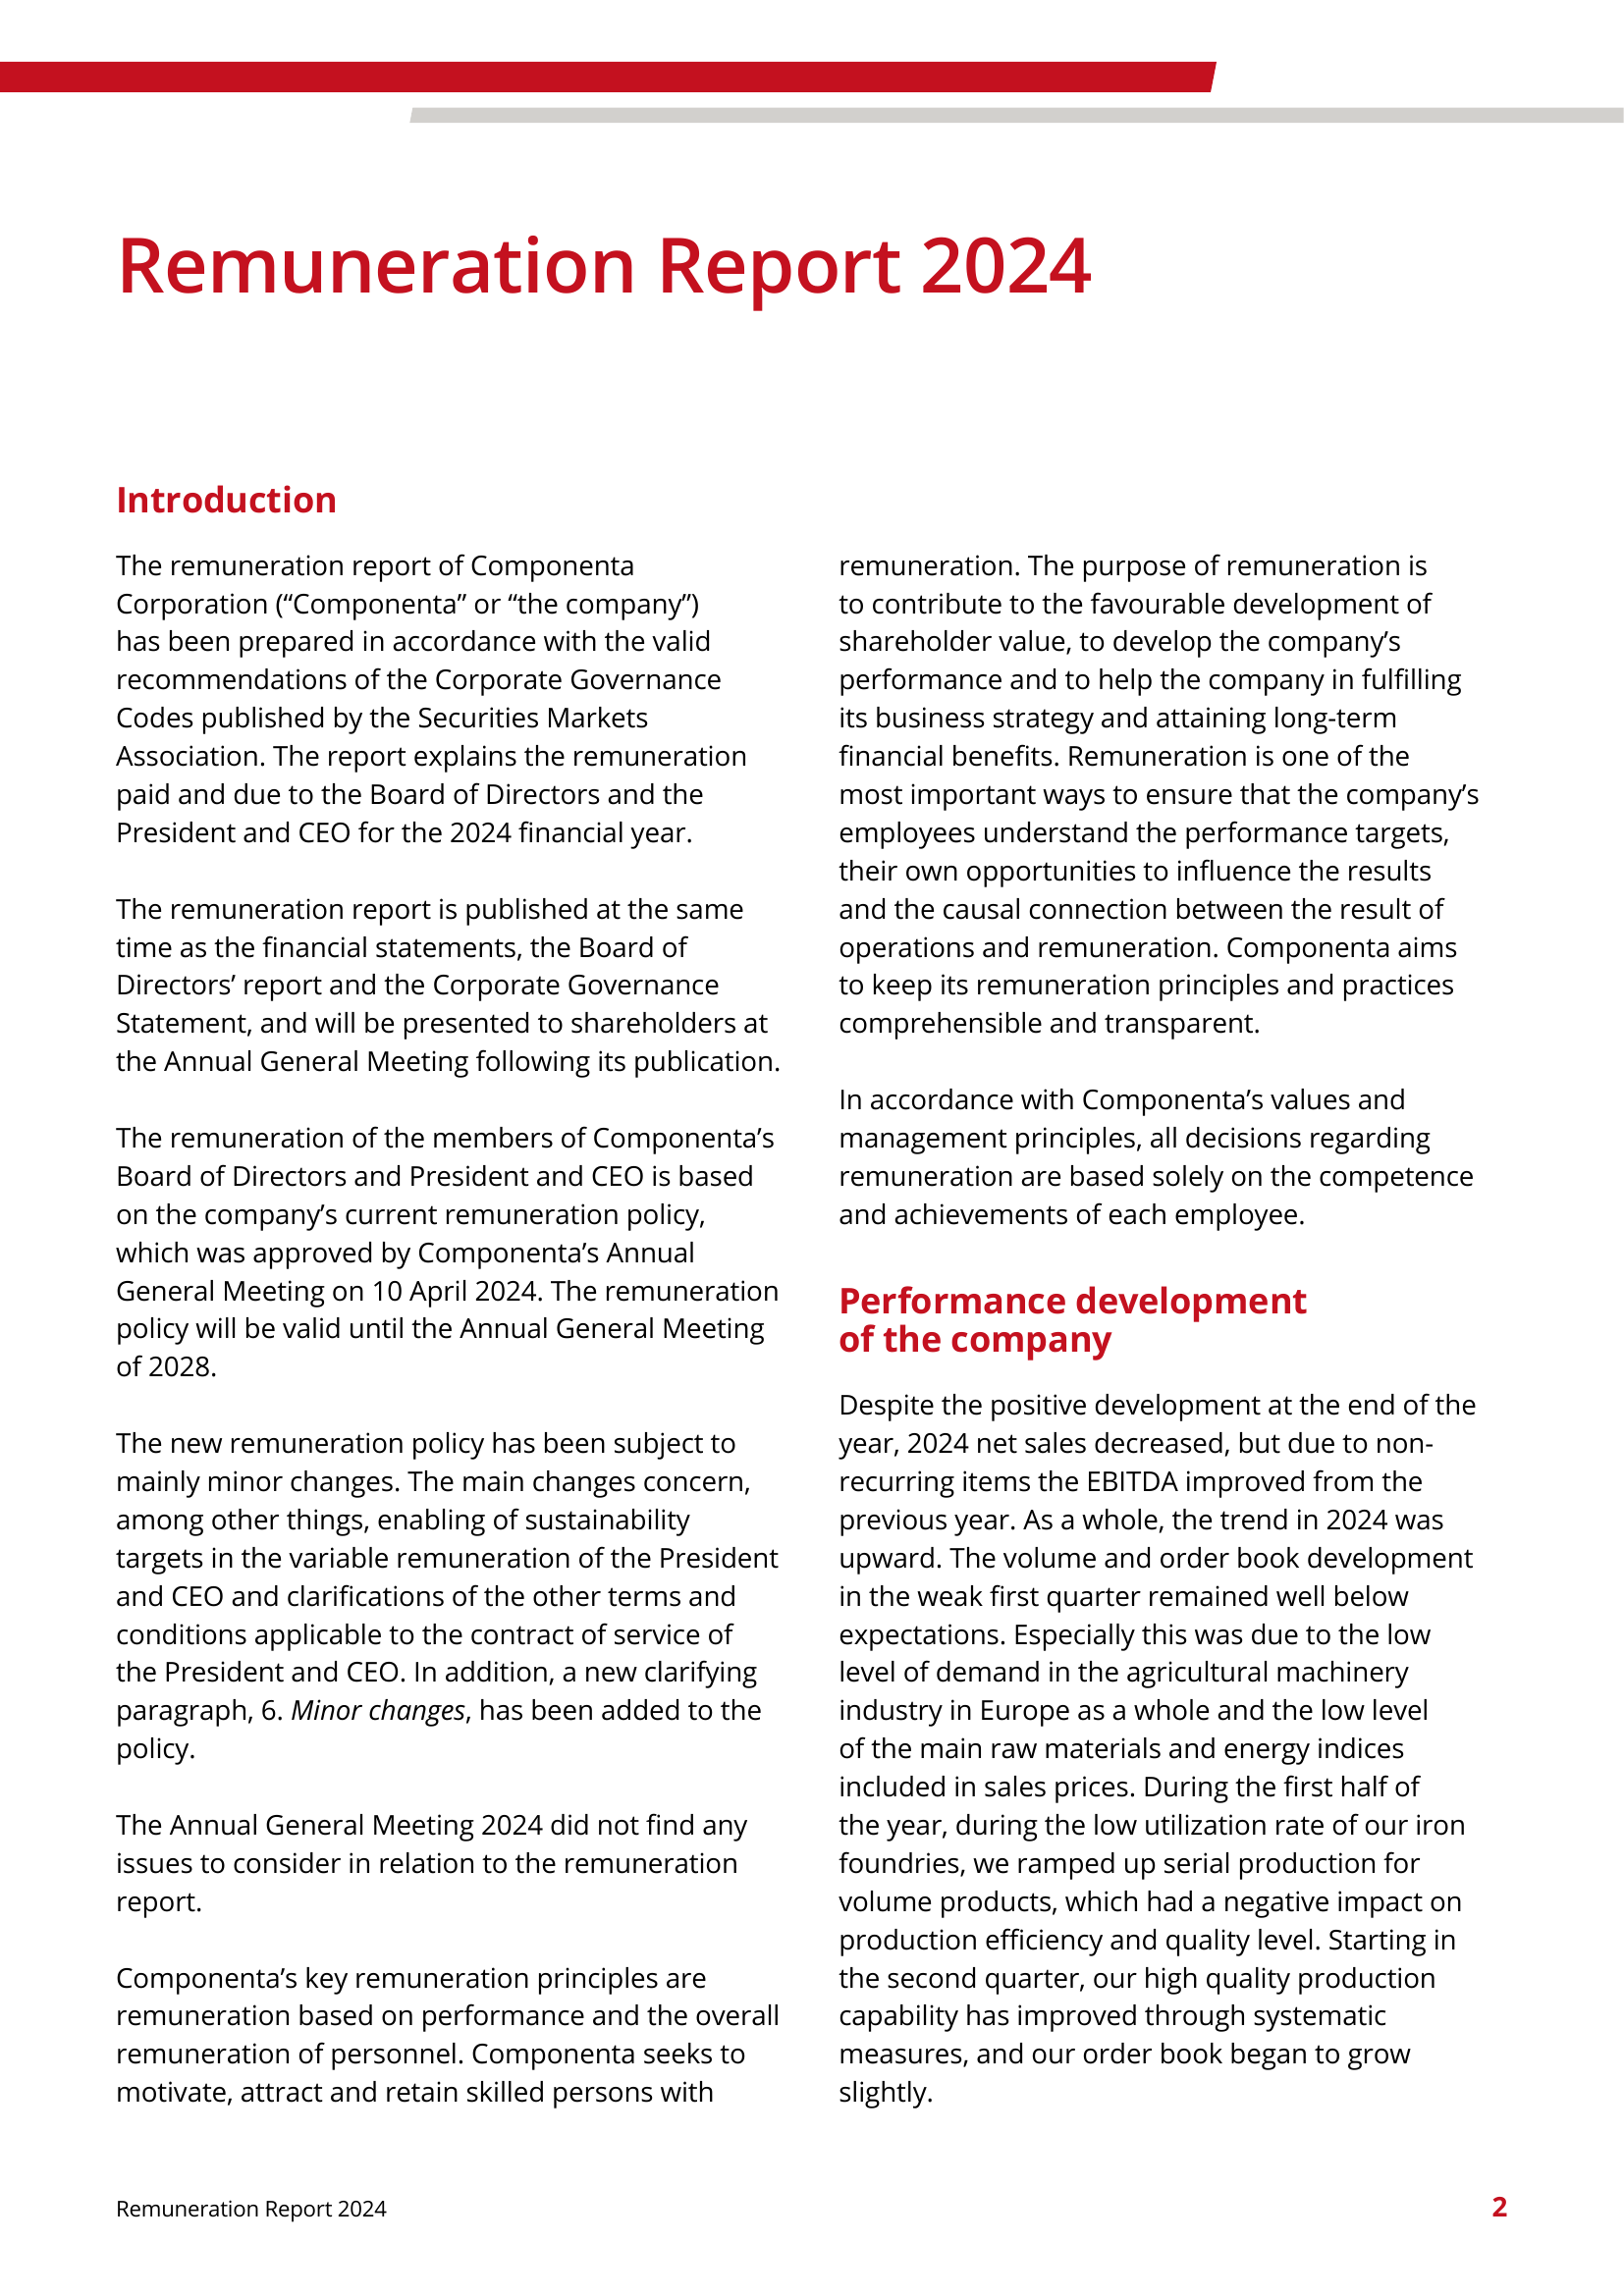 Remuneration Report 2024
Introduction
The remuneration report of Componenta
Corporation (“Componenta” or “the company”)
has been prepared in accordance with the valid
recommendations of the Corporate Governance
Codes published by the Securities Markets
Association. The report explains the remuneration
paid and due to the Board of Directors and the
President and CEO for the 2024 financial year.
The remuneration report is published at the same
time as the financial statements, the Board of
Directors’ report and the Corporate Governance
Statement, and will be presented to shareholders at
the Annual General Meeting following its publication.
The remuneration of the members of Componenta’s
Board of Directors and President and CEO is based
on the company’s current remuneration policy,
which was approved by Componenta’s Annual
General Meeting on 10 April 2024. The remuneration
policy will be valid until the Annual General Meeting
of 2028.
The new remuneration policy has been subject to
mainly minor changes. The main changes concern,
among other things, enabling of sustainability
targets in the variable remuneration of the President
and CEO and clarifications of the other terms and
conditions applicable to the contract of service of
the President and CEO. In addition, a new clarifying
paragraph, 6. Minor changes, has been added to the
policy.
The Annual General Meeting 2024 did not find any
issues to consider in relation to the remuneration
report.
Componenta’s key remuneration principles are
remuneration based on performance and the overall
remuneration of personnel. Componenta seeks to
motivate, attract and retain skilled persons with
remuneration. The purpose of remuneration is
to contribute to the favourable development of
shareholder value, to develop the company’s
performance and to help the company in fulfilling
its business strategy and attaining long-term
financial benefits. Remuneration is one of the
most important ways to ensure that the company’s
employees understand the performance targets,
their own opportunities to influence the results
and the causal connection between the result of
operations and remuneration. Componenta aims
to keep its remuneration principles and practices
comprehensible and transparent.
In accordance with Componenta’s values and
management principles, all decisions regarding
remuneration are based solely on the competence
and achievements of each employee.
Performance development
of the company
Despite the positive development at the end of the
year, 2024 net sales decreased, but due to non-
recurring items the EBITDA improved from the
previous year. As a whole, the trend in 2024 was
upward. The volume and order book development
in the weak first quarter remained well below
expectations. Especially this was due to the low
level of demand in the agricultural machinery
industry in Europe as a whole and the low level
of the main raw materials and energy indices
included in sales prices. During the first half of
the year, during the low utilization rate of our iron
foundries, we ramped up serial production for
volume products, which had a negative impact on
production efficiency and quality level. Starting in
the second quarter, our high quality production
capability has improved through systematic
measures, and our order book began to grow
slightly.
Remuneration Report 2024
2